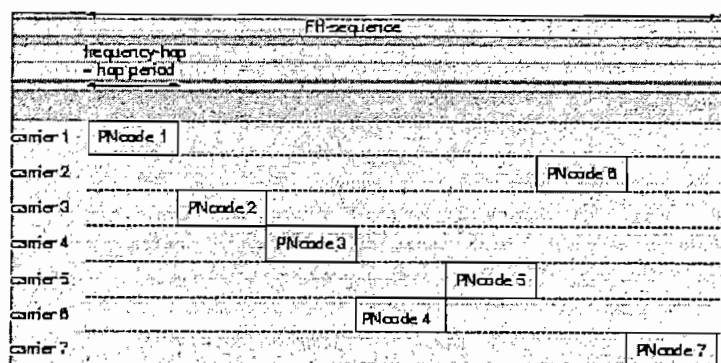 FH-sequence
frequency-hop
= hop period
carrier 1 PNcode 1
carrier 2 PNcode 6
carrier 3 PNcode 2
carrier 4 PNcode 3
carrier 5 PNcode 5
carrier 6 PNcode 4
carrier 7 PNcode 7